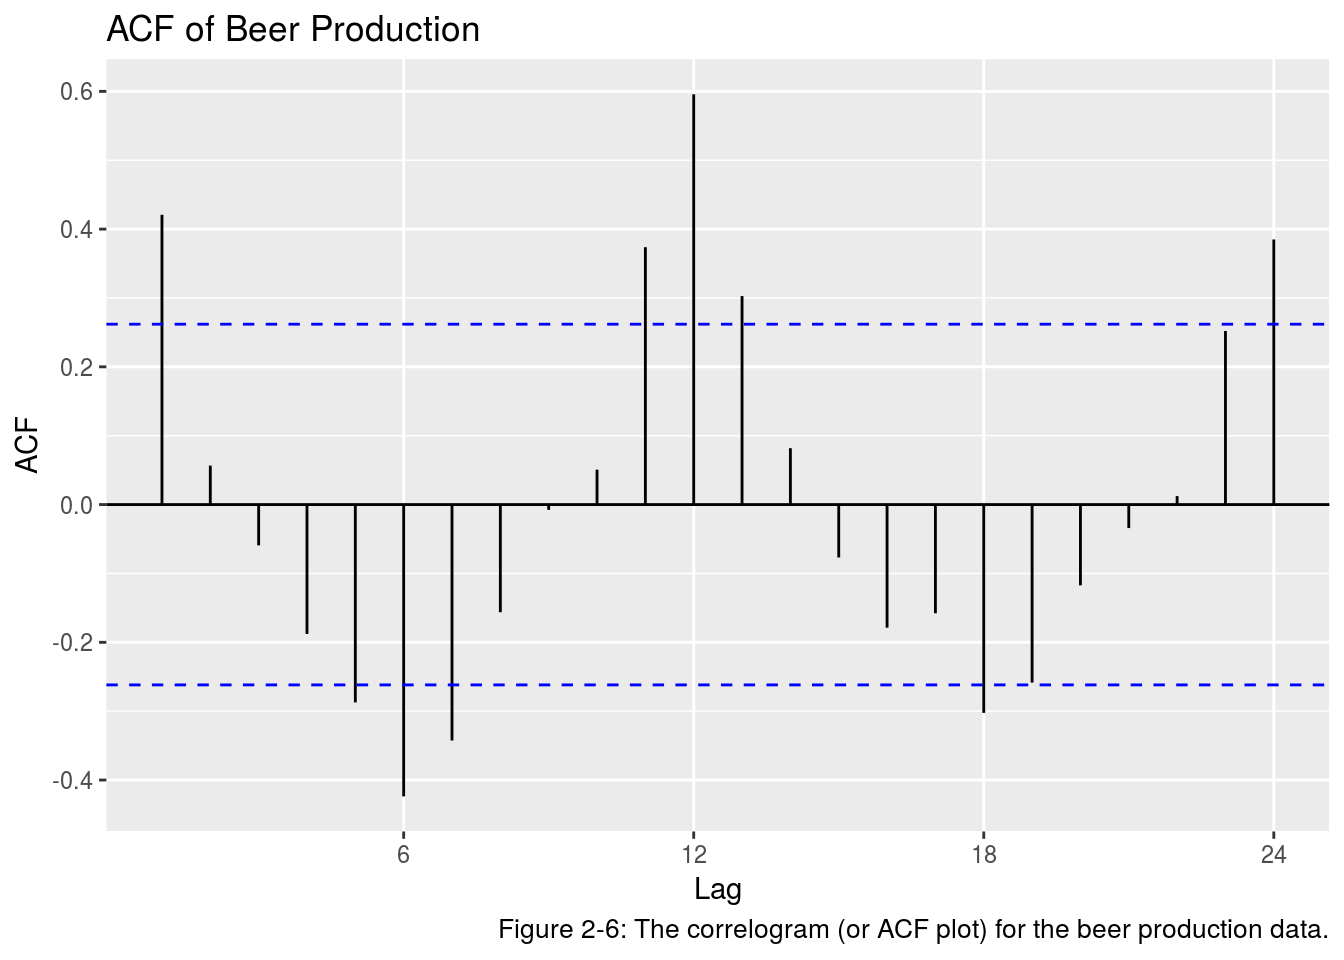 ACF of Beer Production
0.6
0.4
0.2
0.0
-0.2
-0.4
ACF
6 12 18 24
Lag
Figure 2-6: The correlogram (or ACF plot) for the beer production data.